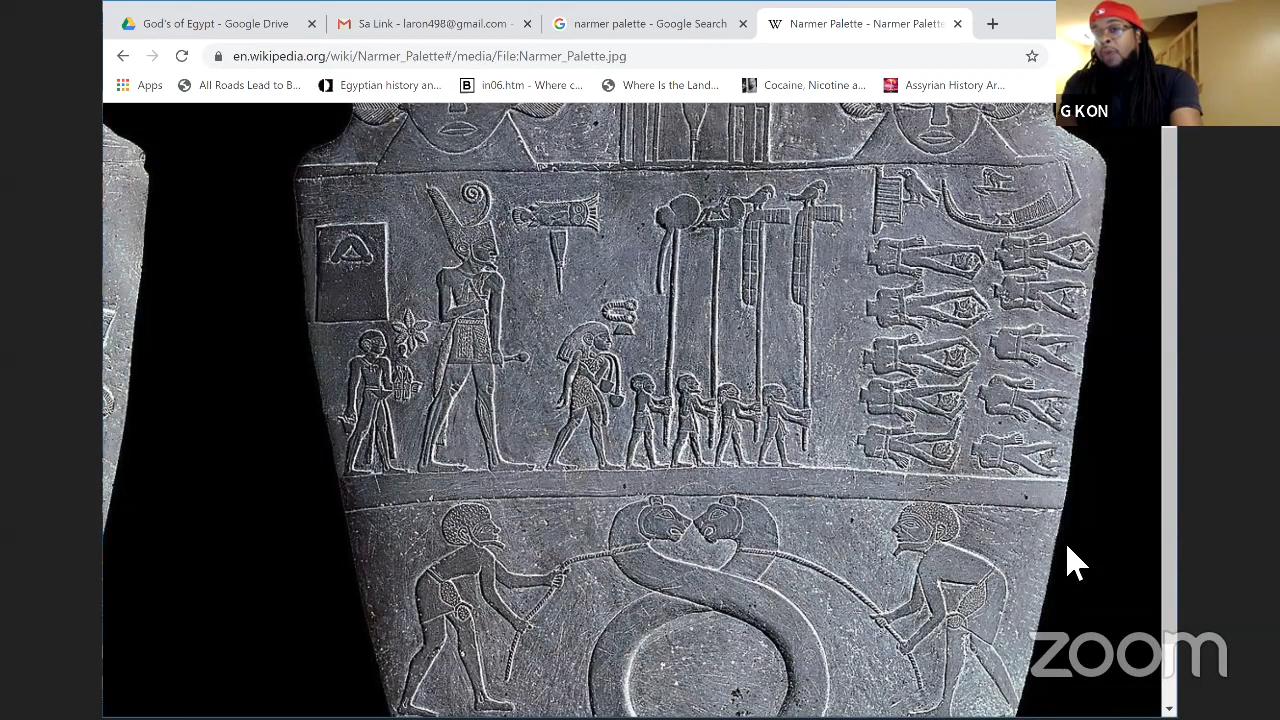 God's of Egypt - Google Drive
Sa Link - laron498@gmail.com -
narmer palette - Google Search
Narmer Palette - Narmer Palette
en.wikipedia.org/wiki/Narmer_Palette#/media/File:Narmer_Palette.jpg
Apps
All Roads Lead to B...
Egyptian history an...
in06.htm - Where c...
Where Is the Land...
Cocaine, Nicotine a...
Assyrian History Ar...
G KON
zoom